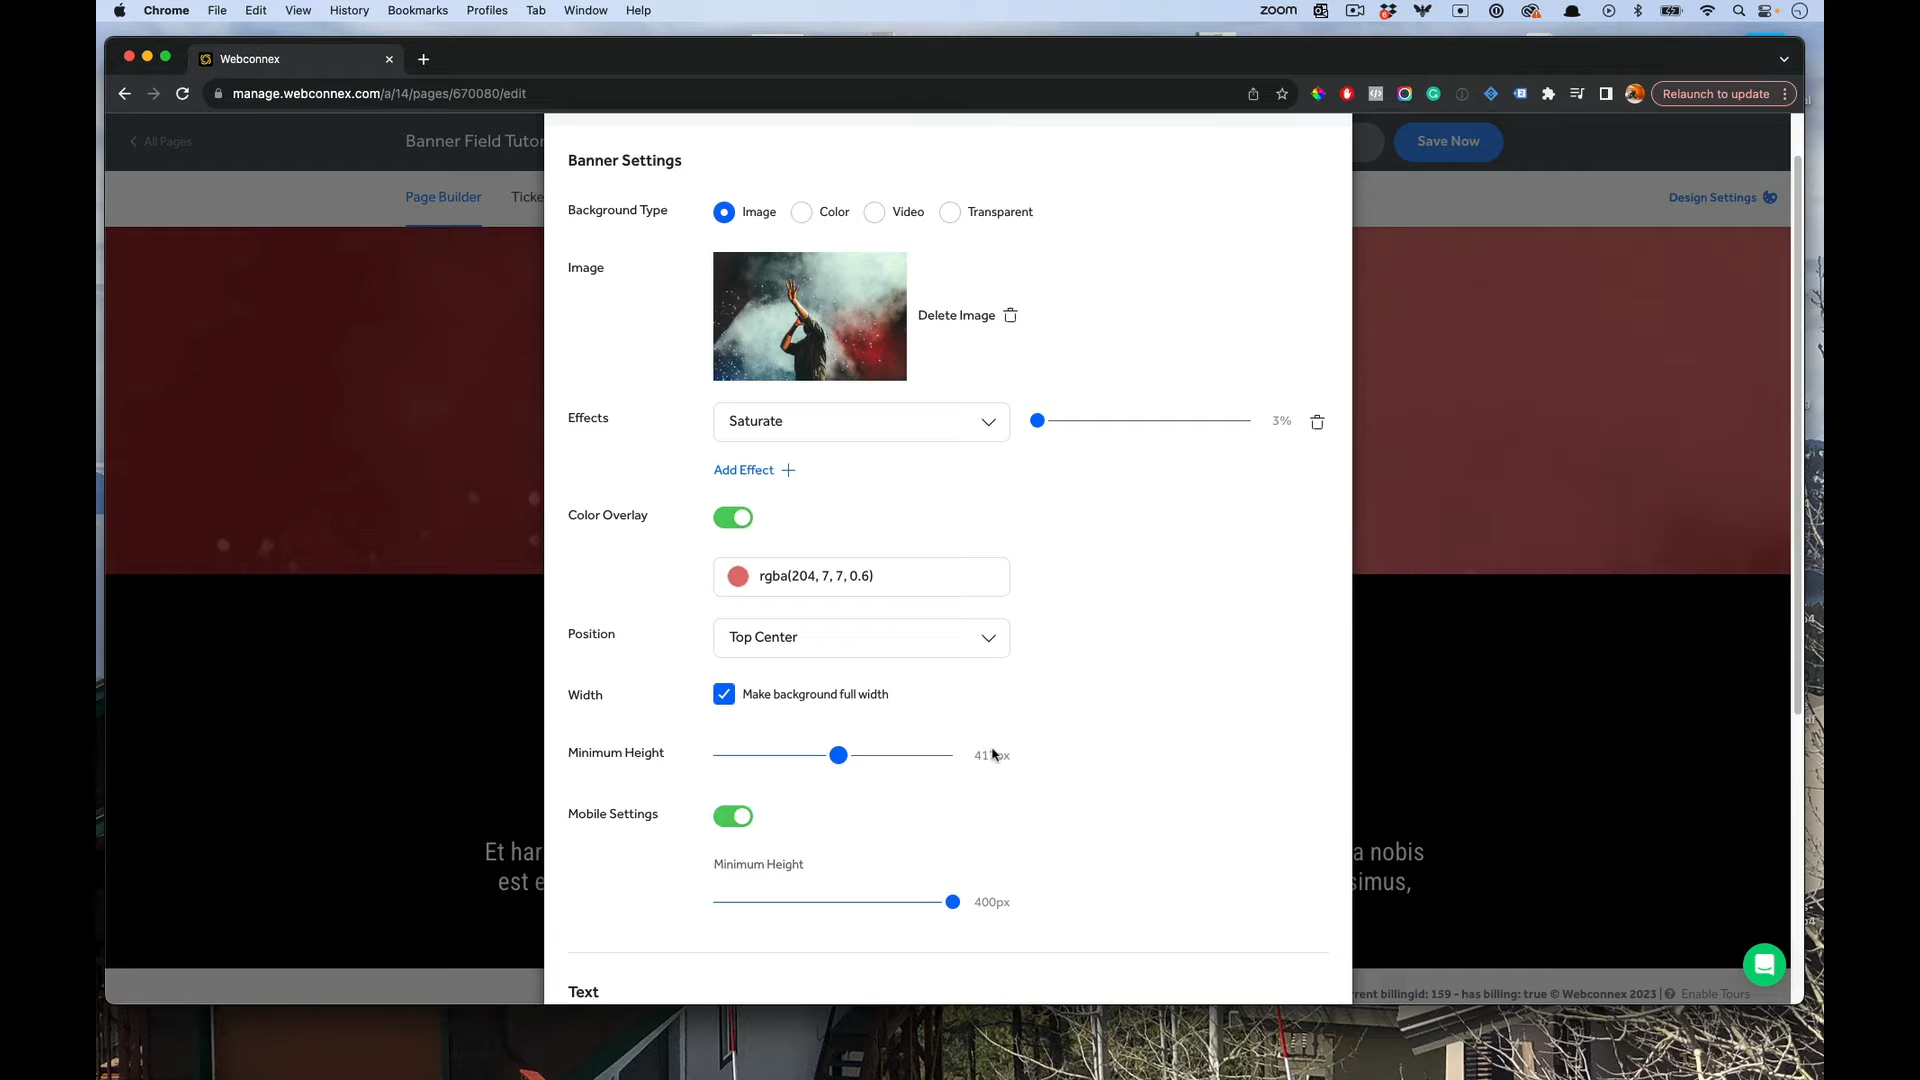 Chrome File Edit View History Bookmarks Profiles Tab Window Help zoom
Webconnex
manage.webconnex.com/a/14/pages/670080/edit Relaunch to update
All Pages Banner Field Tutor Save Now
Page Builder Ticke Design Settings
Banner Settings
Background Type Image Color Video Transparent
Image
Delete Image
Effects Saturate 3%
Add Effect
Color Overlay
rgba(204, 7, 7, 0.6)
Position Top Center
Width Make background full width
Minimum Height
Mobile Settings
Minimum Height
400px
Et har a nobis
est e simus,
Text
rent billingid: 159 - has billing: true © Webconnex 2023 | Enable Tours